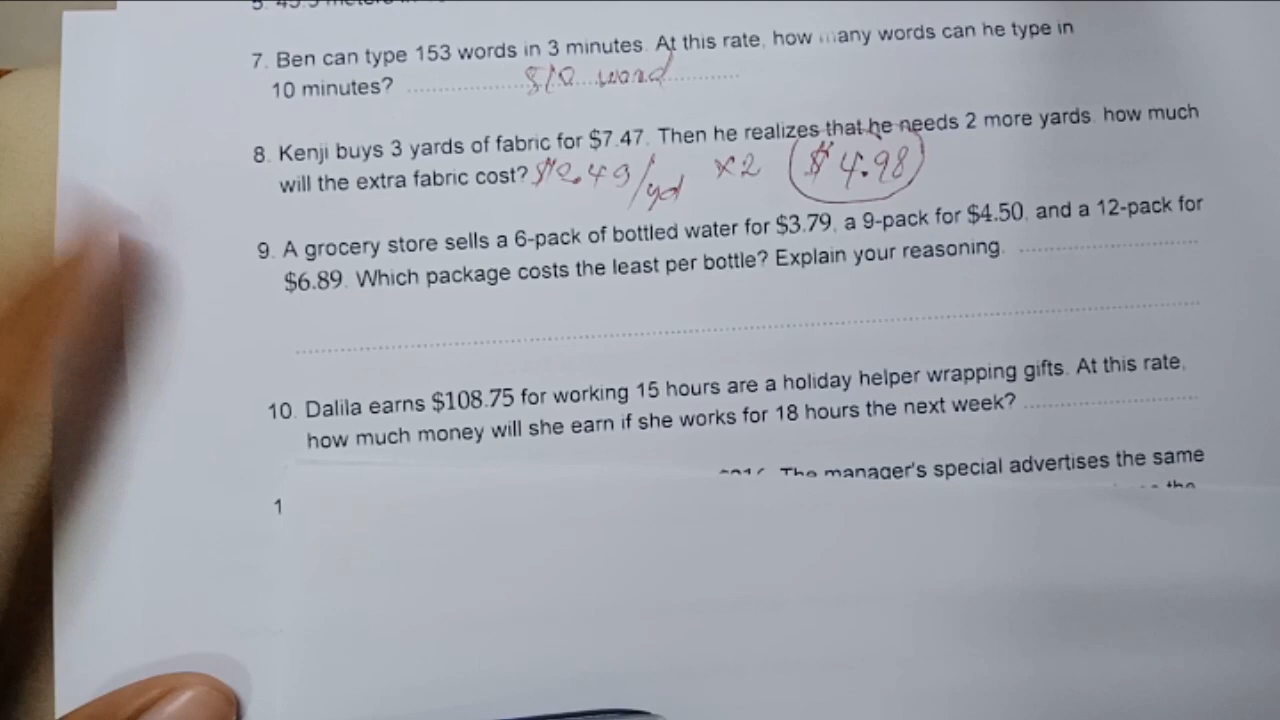 7. Ben can type 153 words in 3 minutes. At this rate, how many words can he type in
10 minutes? 510 word
8. Kenji buys 3 yards of fabric for $7.47. Then he realizes that he needs 2 more yards. how much
will the extra fabric cost? $2.49/yd ×2 $4.98
9. A grocery store sells a 6-pack of bottled water for $3.79, a 9-pack for $4.50, and a 12-pack for
$6.89. Which package costs the least per bottle? Explain your reasoning.
10. Dalila earns $108.75 for working 15 hours are a holiday helper wrapping gifts. At this rate,
how much money will she earn if she works for 18 hours the next week?
The manager's special advertises the same
1 the